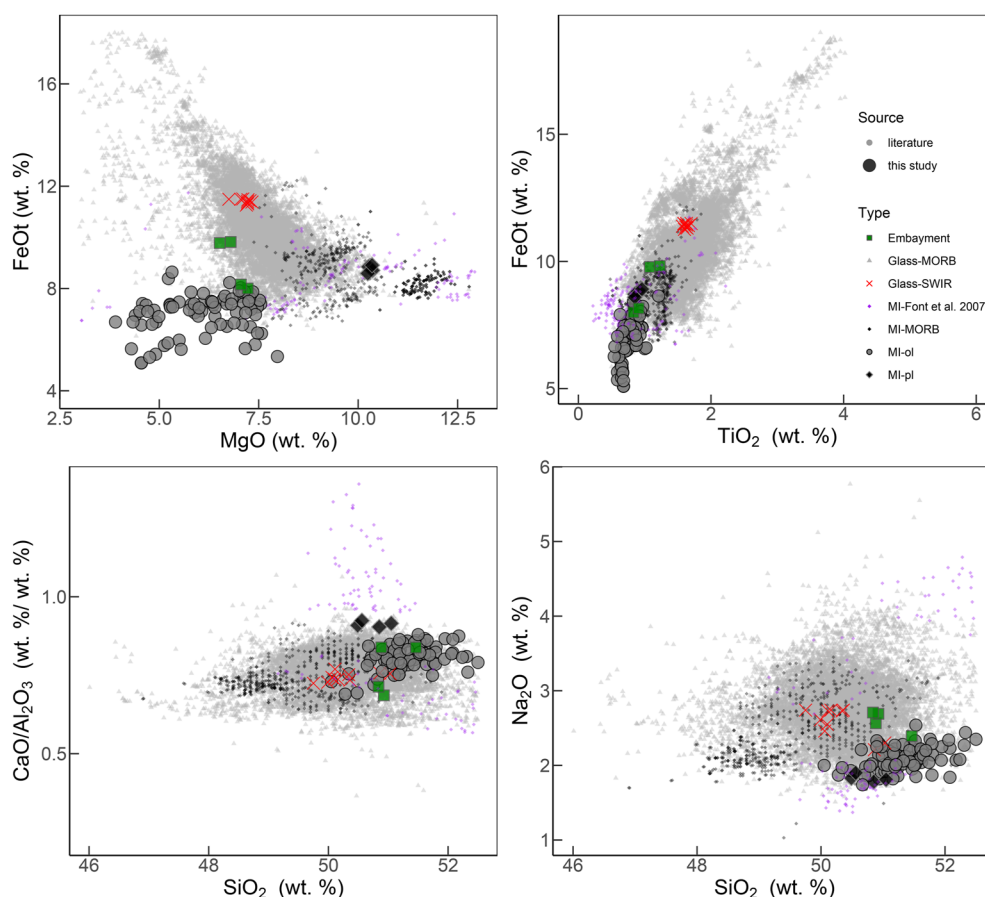 FeOt (wt. %)
16
12
8
4
2.5
5.0
7.5
10.0
12.5
MgO (wt. %)
FeOt (wt. %)
15
10
5
0
2
4
6
TiO₂ (wt. %)
Source
literature
this study
Type
Embayment
Glass-MORB
Glass-SWIR
MI-Font et al. 2007
MI-MORB
MI-ol
MI-pl
CaO/Al₂O₃ (wt. %/ wt. %)
1.0
0.5
46
48
50
52
SiO₂ (wt. %)
Na₂O (wt. %)
6
5
4
3
2
1
46
48
50
52
SiO₂ (wt. %)